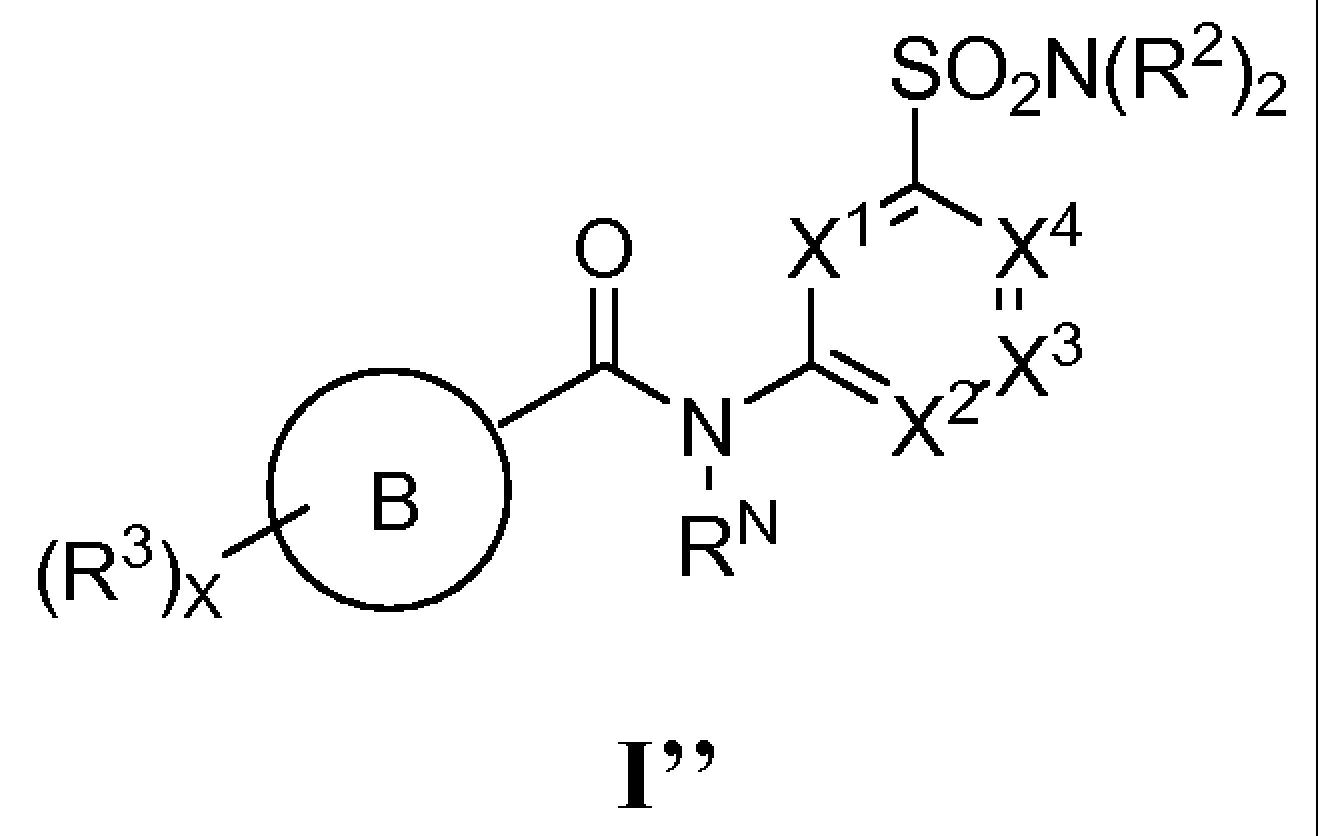 SO₂N(R²)₂
O
X¹
X⁴
X³
N
X²
B
Rᴺ
(R³)ₓ
I’’